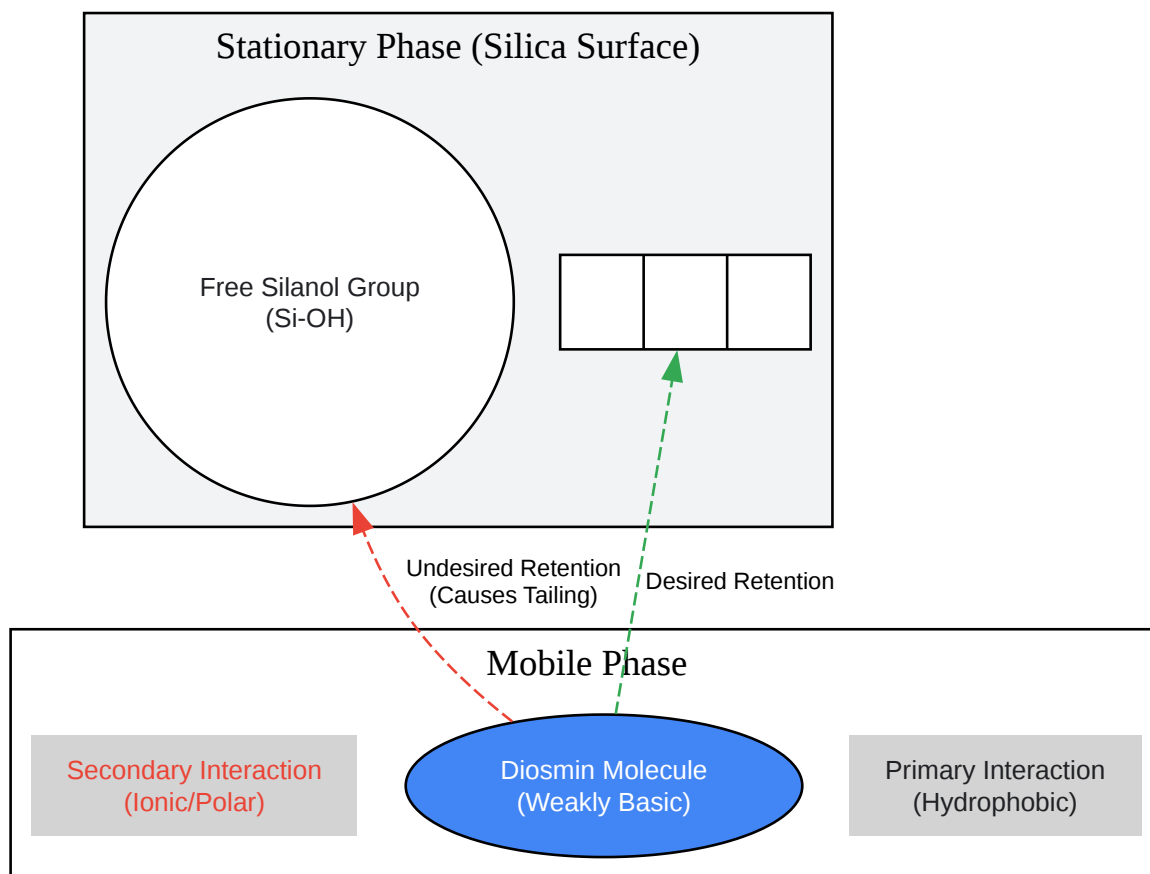 Stationary Phase (Silica Surface)
Free Silanol Group
(Si-OH)
Undesired Retention
(Causes Tailing)
Desired Retention
Mobile Phase
Secondary Interaction
(Ionic/Polar)
Diosmin Molecule
(Weakly Basic)
Primary Interaction
(Hydrophobic)